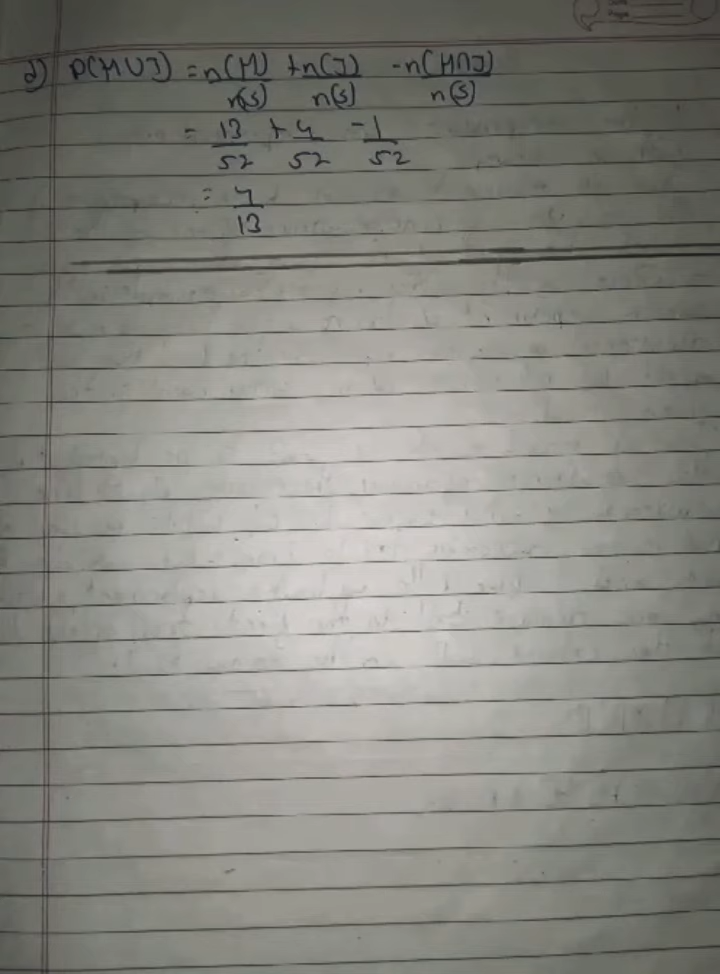 d) P(HUJ) = n(H)/n(S) + n(J)/n(S) - n(H∩J)/n(S)
= 13/52 + 4/52 - 1/52
= 4/13